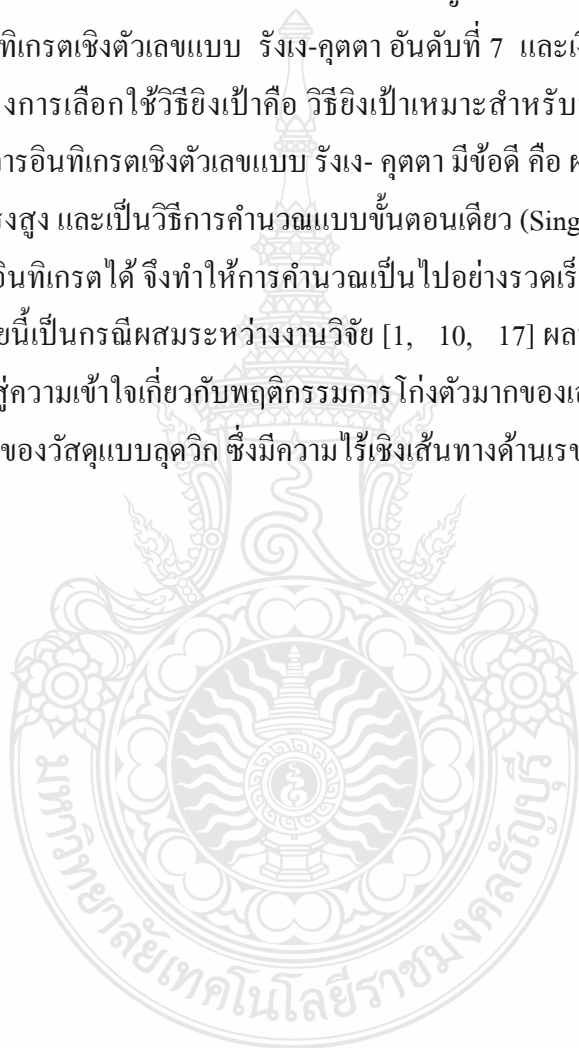 ทิเกรตเชิงตัวเลขแบบ รังเง-คุตตา อันดับที่ 7 และเ
งการเลือกใช้วิธียิงเป้าคือ วิธียิงเป้าเหมาะสำหรับ
ารอินทิเกรตเชิงตัวเลขแบบ รังเง- คุตตา มีข้อดี คือ ผ
งสูง และเป็นวิธีการคำนวณแบบขั้นตอนเดียว (Sing
อินทิเกรตได้ จึงทำให้การคำนวณเป็นไปอย่างรวดเร็
ยนี้เป็นกรณีผสมระหว่างงานวิจัย [1, 10, 17] ผล
สู่ความเข้าใจเกี่ยวกับพฤติกรรมการโก่งตัวมากของเส
ของวัสดุแบบลุดวิก ซึ่งมีความไร้เชิงเส้นทางด้านเรข
มหาวิทยาลัยเทคโนโลยีราชมงคลธัญบุรี